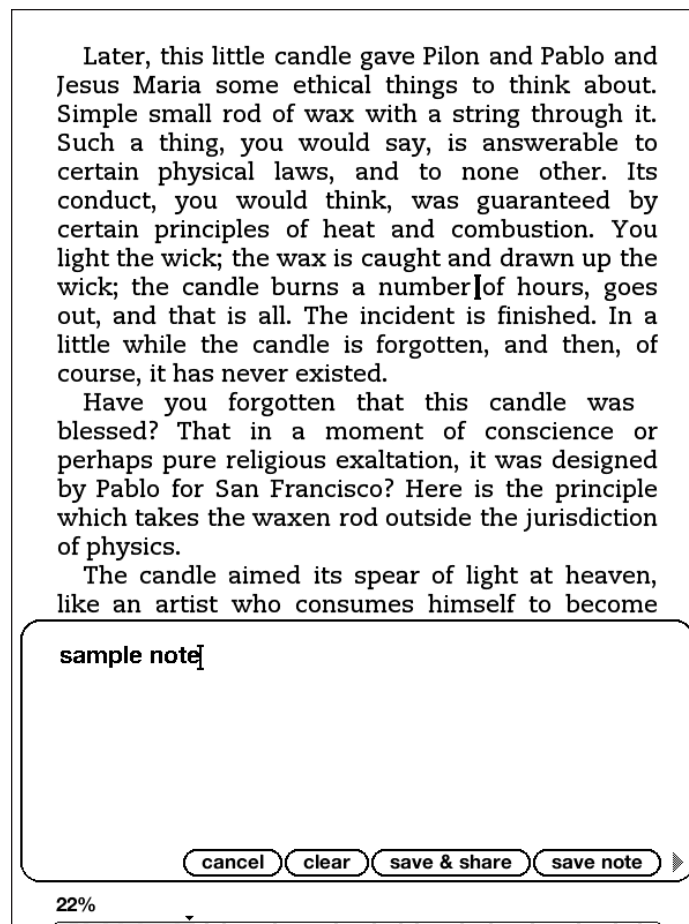 Later, this little candle gave Pilon and Pablo and
Jesus Maria some ethical things to think about.
Simple small rod of wax with a string through it.
Such a thing, you would say, is answerable to
certain physical laws, and to none other. Its
conduct, you would think, was guaranteed by
certain principles of heat and combustion. You
light the wick; the wax is caught and drawn up the
wick; the candle burns a number of hours, goes
out, and that is all. The incident is finished. In a
little while the candle is forgotten, and then, of
course, it has never existed.
Have you forgotten that this candle was
blessed? That in a moment of conscience or
perhaps pure religious exaltation, it was designed
by Pablo for San Francisco? Here is the principle
which takes the waxen rod outside the jurisdiction
of physics.
The candle aimed its spear of light at heaven,
like an artist who consumes himself to become
sample note
cancel clear save & share save note
22%